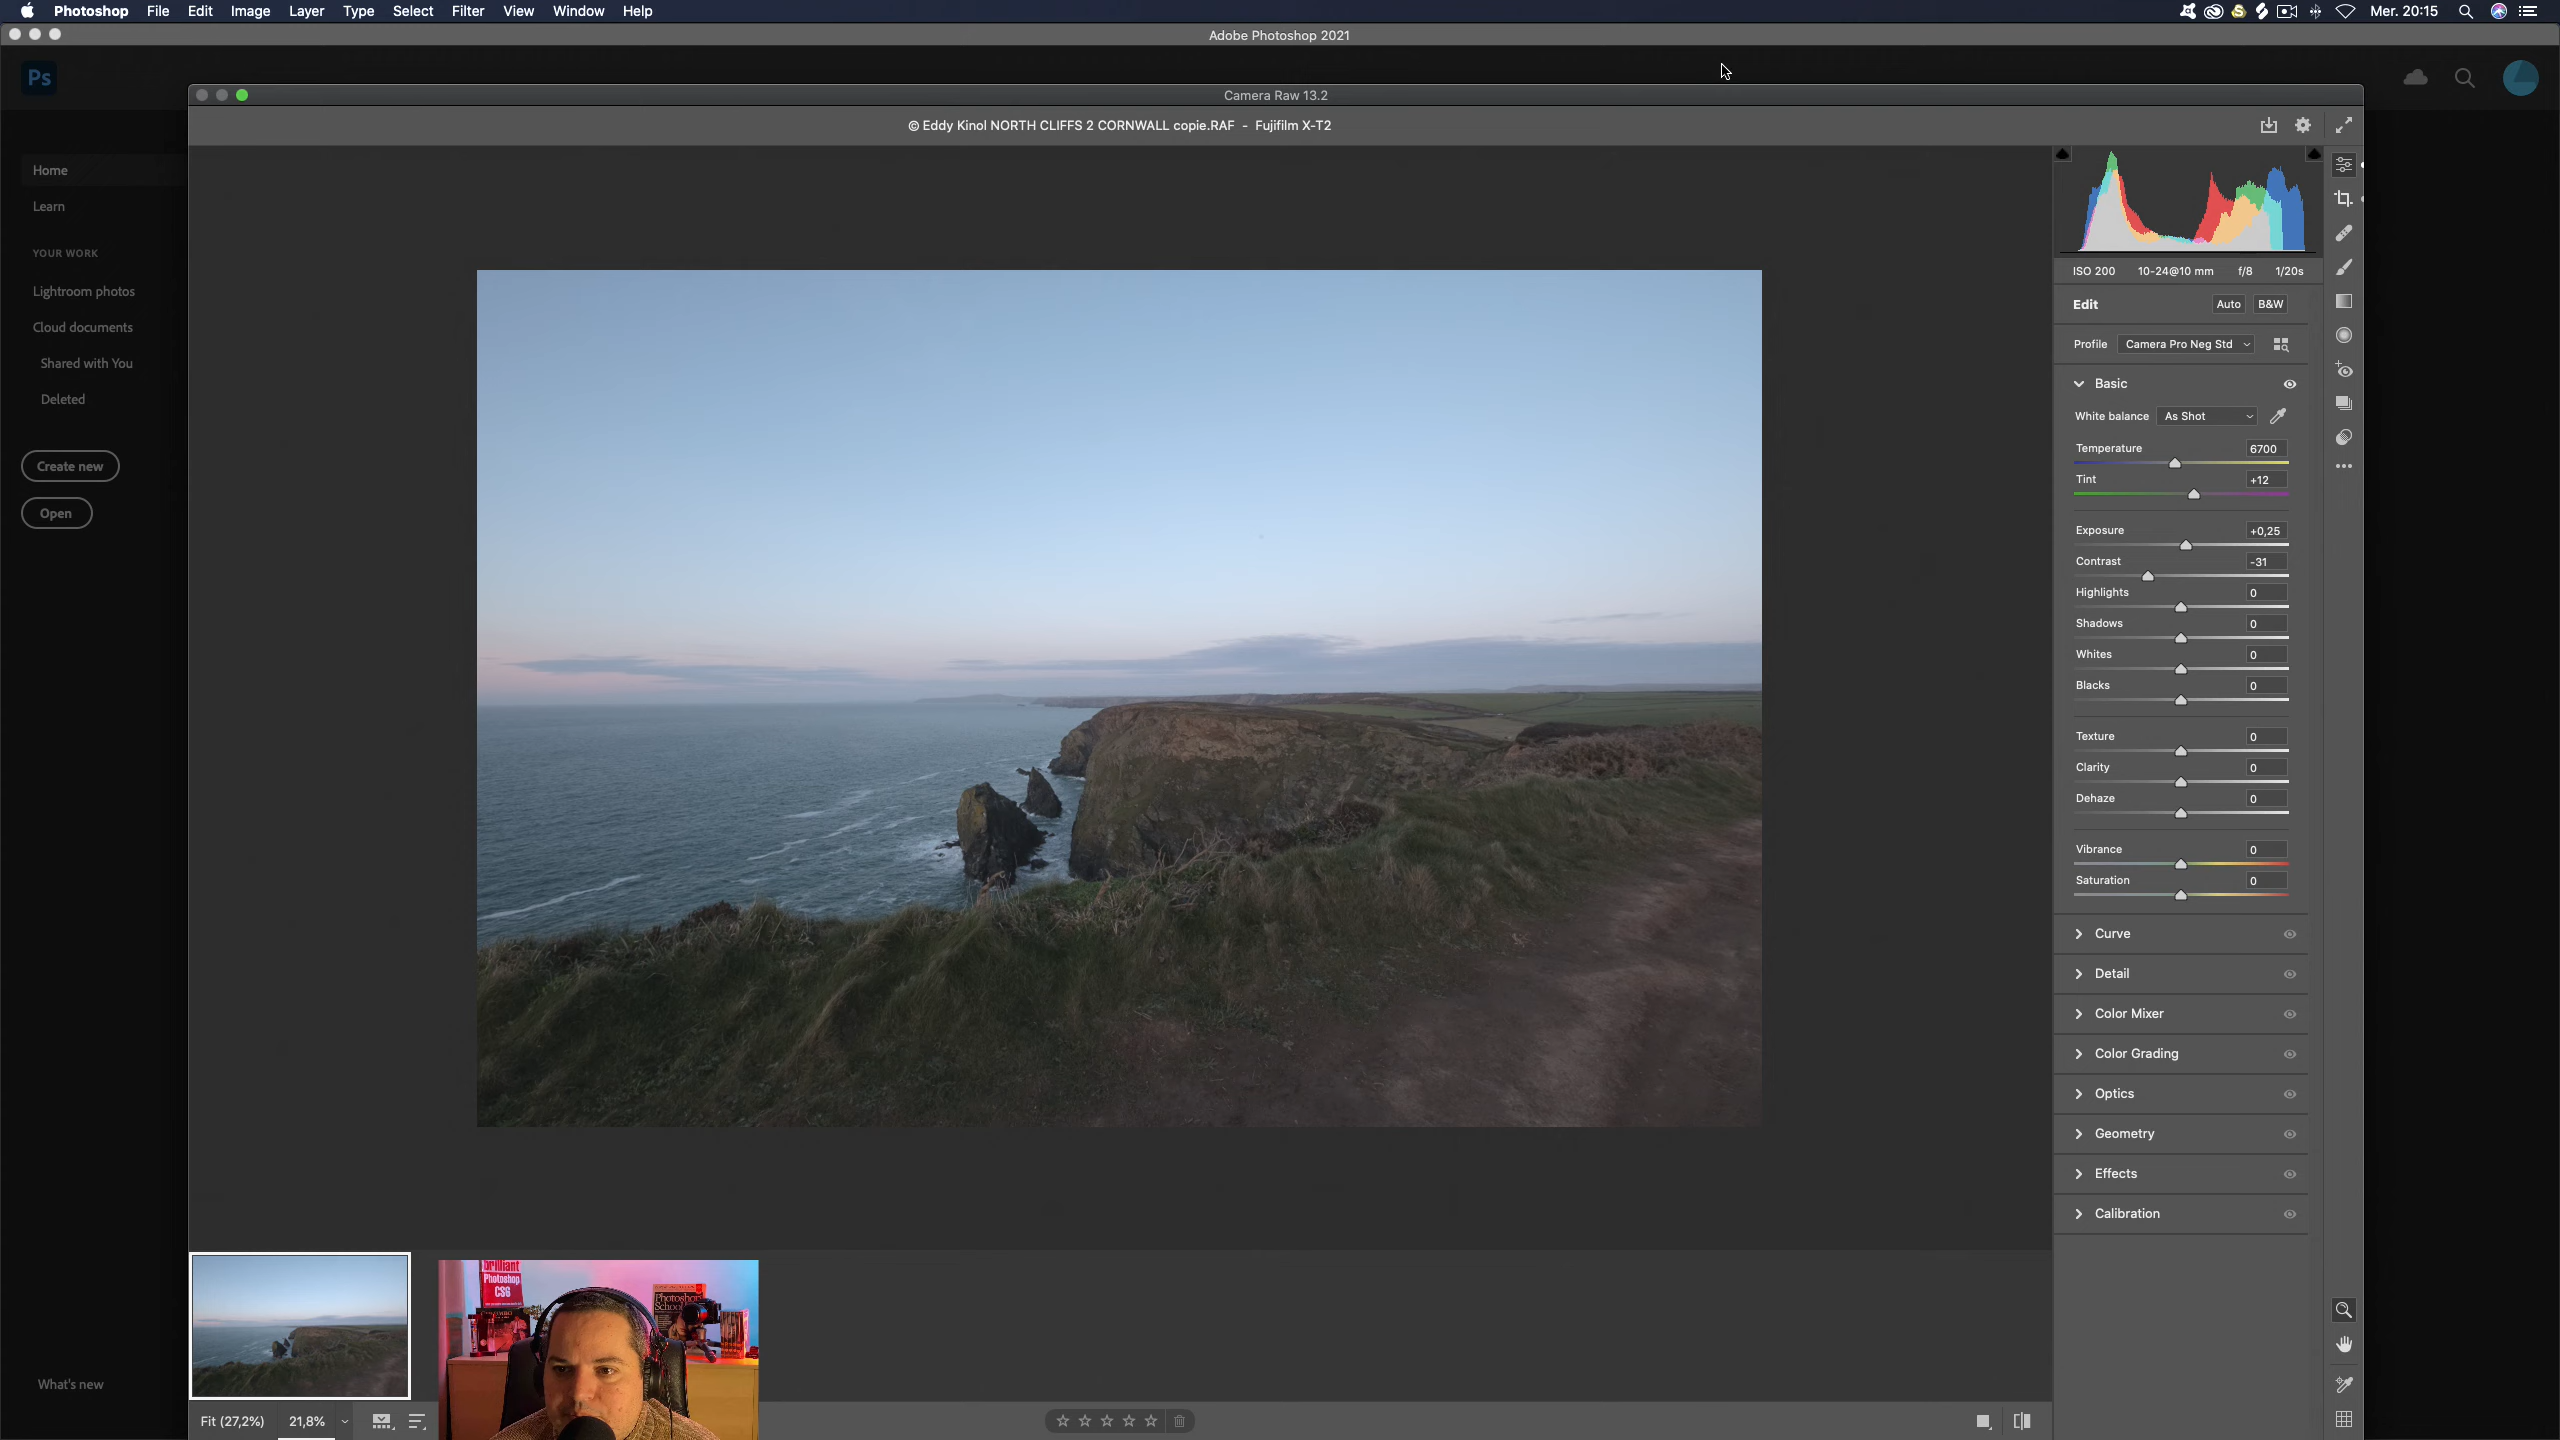 Photoshop File Edit Image Layer Type Select Filter View Window Help Mer. 20:15
Adobe Photoshop 2021
Ps
Camera Raw 13.2
© Eddy Kinol NORTH CLIFFS 2 CORNWALL copie.RAF - Fujifilm X-T2
Home
Learn
YOUR WORK
Lightroom photos
Cloud documents
Shared with You
Deleted
Create new
Open
What's new
ISO 200 10-24@10 mm f/8 1/20s
Edit Auto B&W
Profile Camera Pro Neg Std
Basic
White balance As Shot
Temperature 6700
Tint +12
Exposure +0,25
Contrast -31
Highlights 0
Shadows 0
Whites 0
Blacks 0
Texture 0
Clarity 0
Dehaze 0
Vibrance 0
Saturation 0
Curve
Detail
Color Mixer
Color Grading
Optics
Geometry
Effects
Calibration
brilliant
Photoshop
CS6
Photoshop
Fit (27,2%) 21,8%